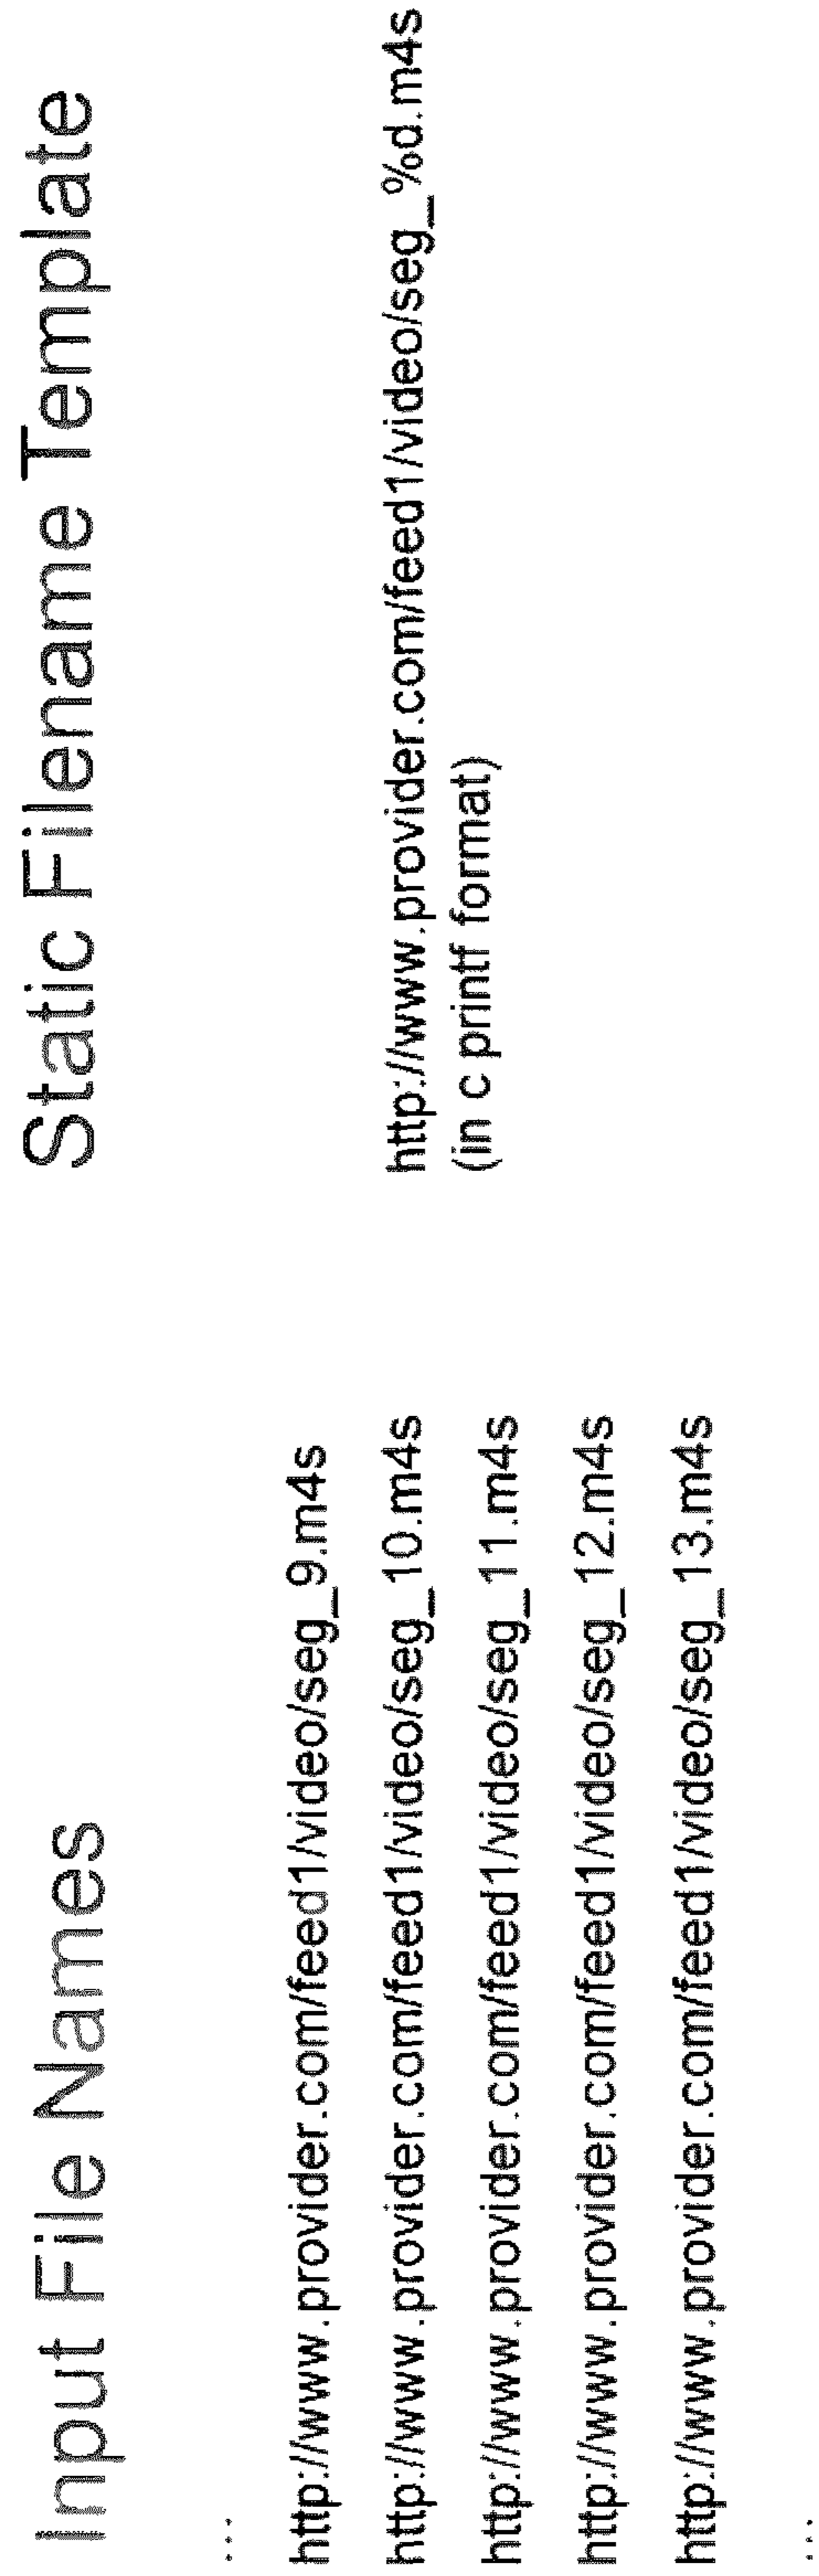 Input File Names
...
http://www.provider.com/feed1/video/seg_9.m4s
http://www.provider.com/feed1/video/seg_10.m4s
http://www.provider.com/feed1/video/seg_11.m4s
http://www.provider.com/feed1/video/seg_12.m4s
http://www.provider.com/feed1/video/seg_13.m4s
...
Static Filename Template
http://www.provider.com/feed1/video/seg_%d.m4s
(in c printf format)